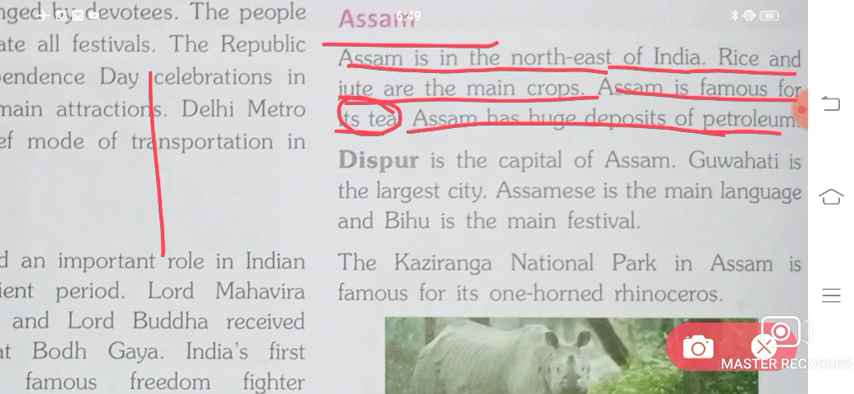 6:49
nged by devotees. The people
ate all festivals. The Republic
pendence Day celebrations in
main attractions. Delhi Metro
ef mode of transportation in
d an important role in Indian
ient period. Lord Mahavira
and Lord Buddha received
at Bodh Gaya. India's first
famous freedom fighter
Assam
Assam is in the north-east of India. Rice and
jute are the main crops. Assam is famous for
its tea. Assam has huge deposits of petroleum.
Dispur is the capital of Assam. Guwahati is
the largest city. Assamese is the main language
and Bihu is the main festival.
The Kaziranga National Park in Assam is
famous for its one-horned rhinoceros.
MASTER RECORDER